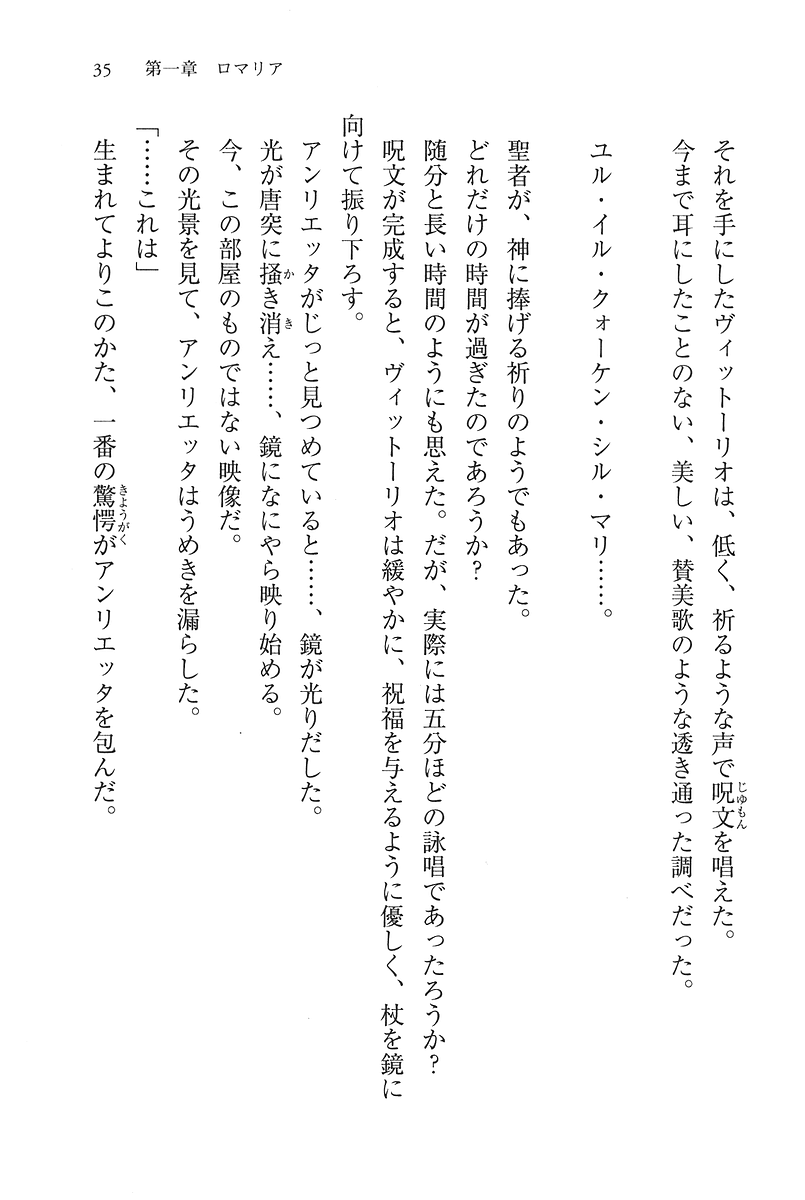 35　第一章　ロマリア
それを手にしたヴィットーリオは、低く、祈るような声で呪文を唱えた。
今まで耳にしたことのない、美しい、賛美歌のような透き通った調べだった。
ユル・イル・クォーケン・シル・マリ……。
聖者が、神に捧げる祈りのようでもあった。
どれだけの時間が過ぎたのであろうか？
随分と長い時間のようにも思えた。だが、実際には五分ほどの詠唱であったろうか？
呪文が完成すると、ヴィットーリオは緩やかに、祝福を与えるように優しく、杖を鏡に
向けて振り下ろす。
アンリエッタがじっと見つめていると……、鏡が光りだした。
光が唐突に掻き消え……、鏡になにやら映り始める。
今、この部屋のものではない映像だ。
その光景を見て、アンリエッタはうめきを漏らした。
「……これは」
生まれてよりこのかた、一番の驚愕がアンリエッタを包んだ。